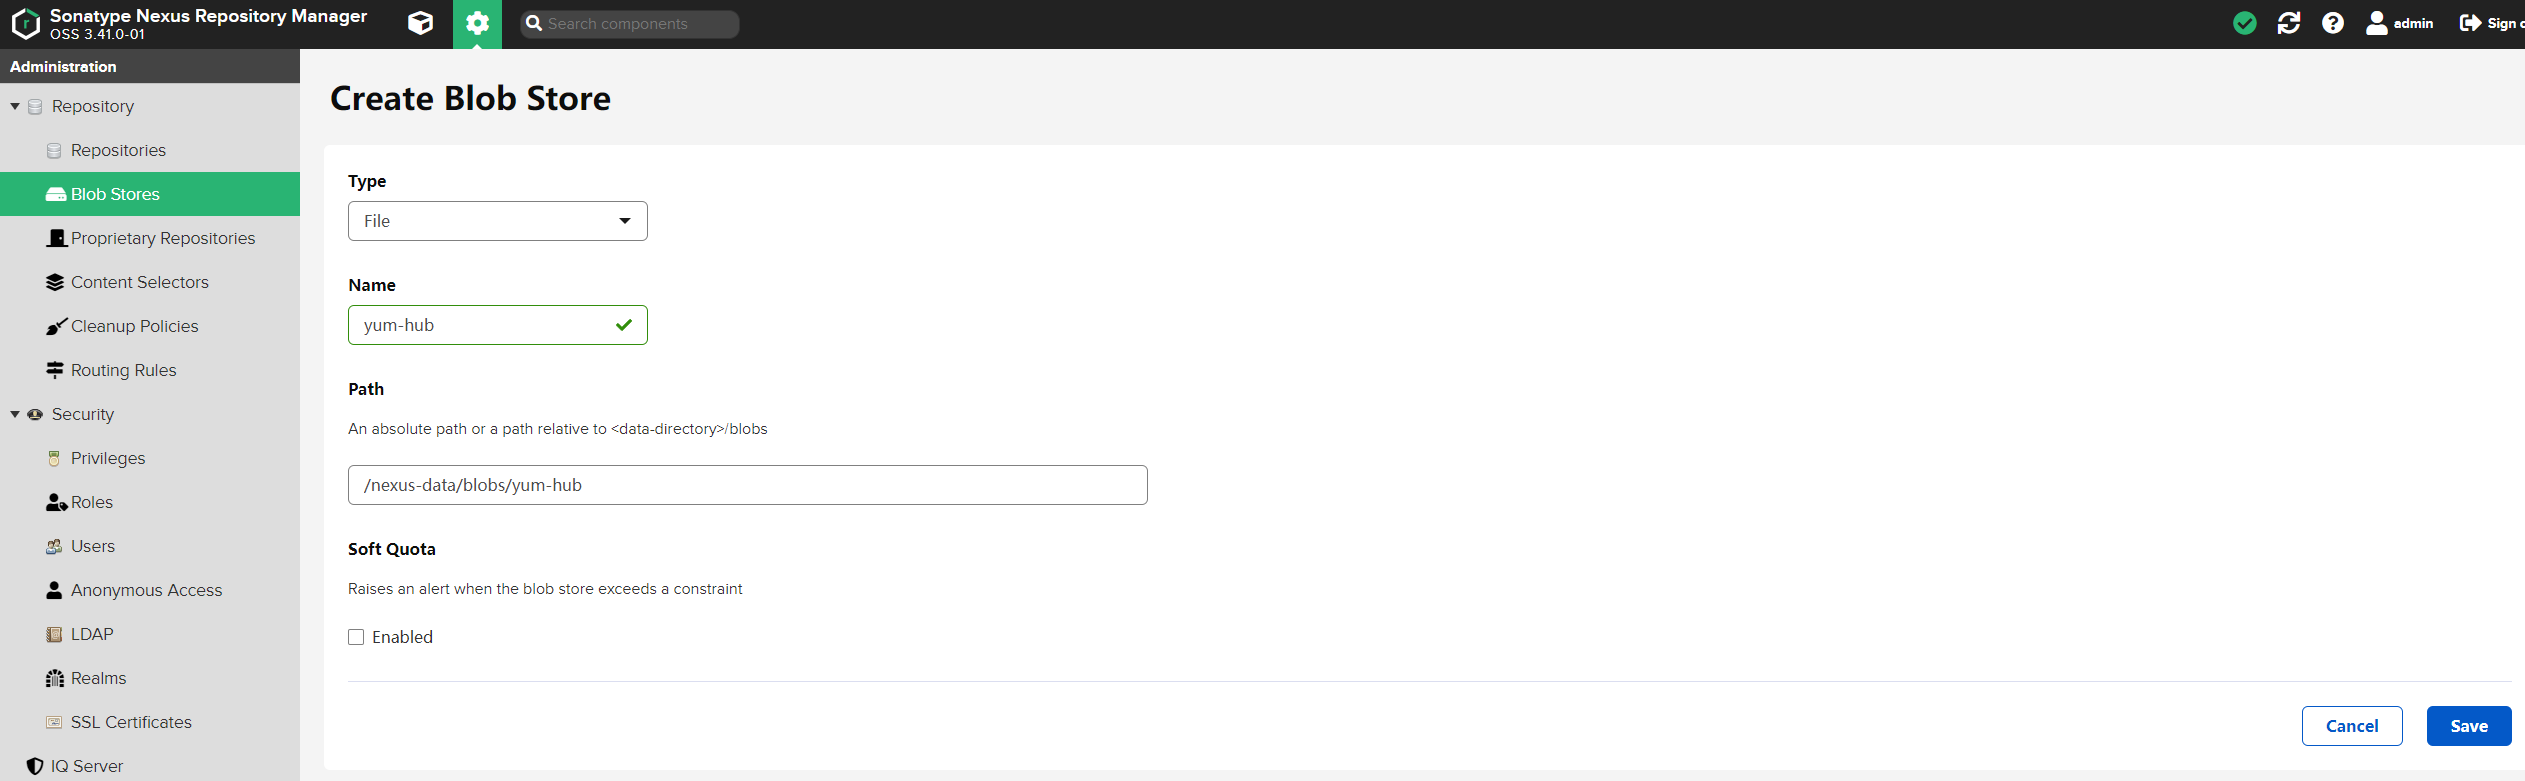 Sonatype Nexus Repository Manager
OSS 3.41.0-01
Search components
admin
Sign
Administration
Repository
Repositories
Blob Stores
Proprietary Repositories
Content Selectors
Cleanup Policies
Routing Rules
Security
Privileges
Roles
Users
Anonymous Access
LDAP
Realms
SSL Certificates
IQ Server
Create Blob Store
Type
File
Name
yum-hub
Path
An absolute path or a path relative to <data-directory>/blobs
/nexus-data/blobs/yum-hub
Soft Quota
Raises an alert when the blob store exceeds a constraint
Enabled
Cancel
Save